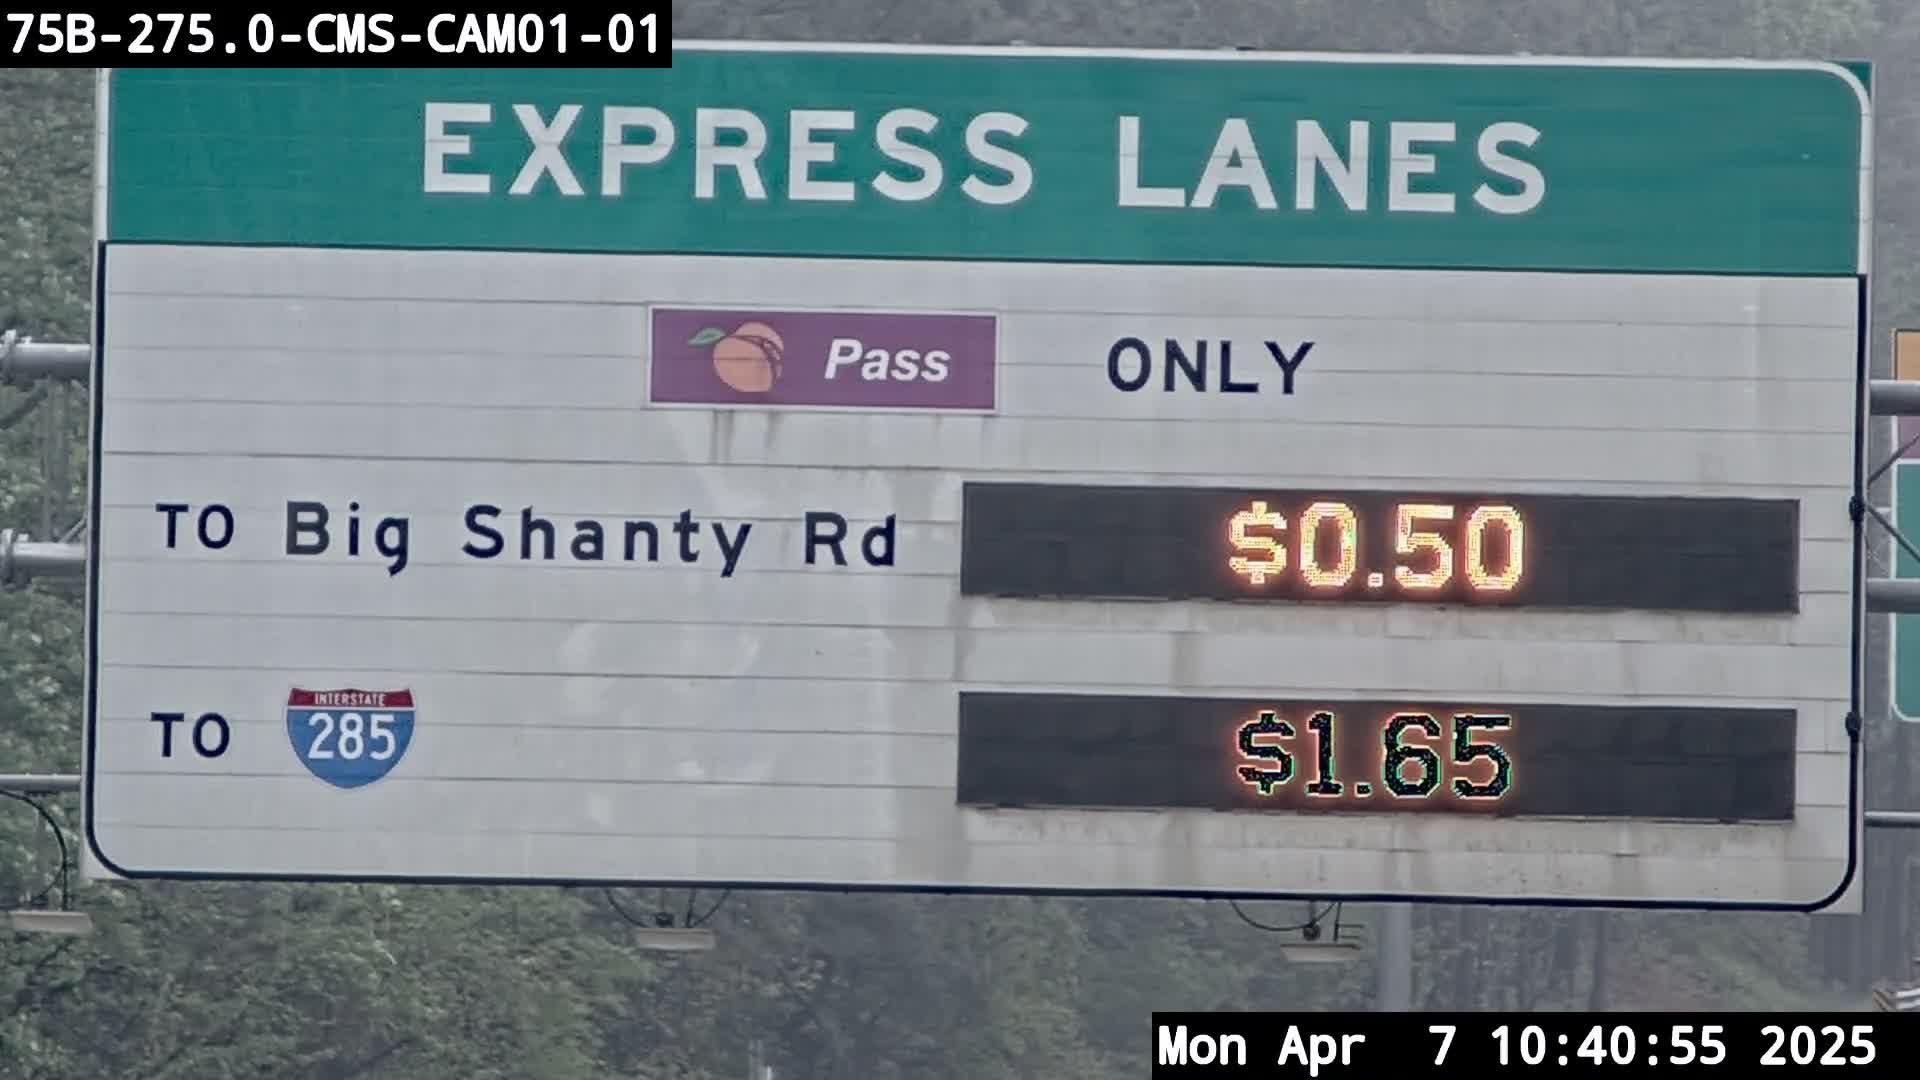 75B-275.0-CMS-CAM01-01
EXPRESS LANES
Pass ONLY
TO Big Shanty Rd $0.50
INTERSTATE
TO 285 $1.65
Mon Apr 7 10:40:55 2025